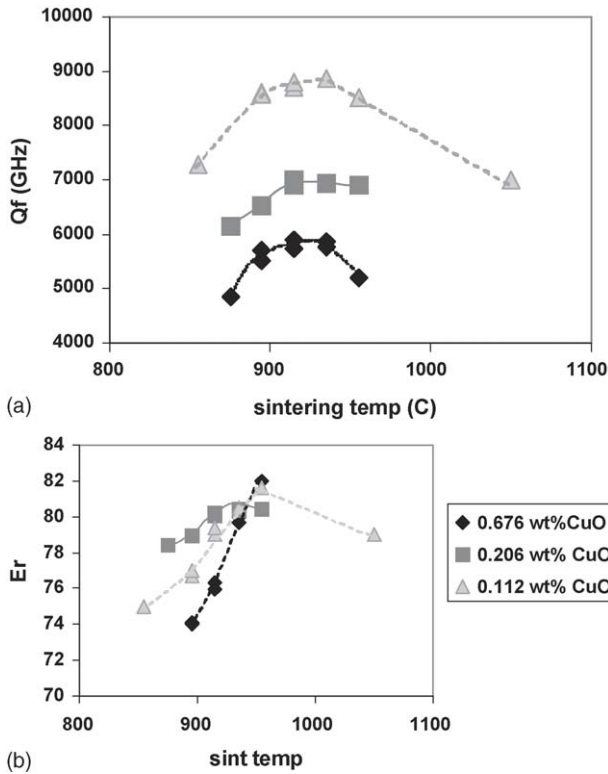 10000
9000
8000
7000
6000
5000
4000
Qf (GHz)
800 900 1000 1100
(a) sintering temp (C)
84
82
80
78
76
74
72
70
Er
800 900 1000 1100
(b) sint temp
0.676 wt%CuO
0.206 wt% CuO
0.112 wt% CuO